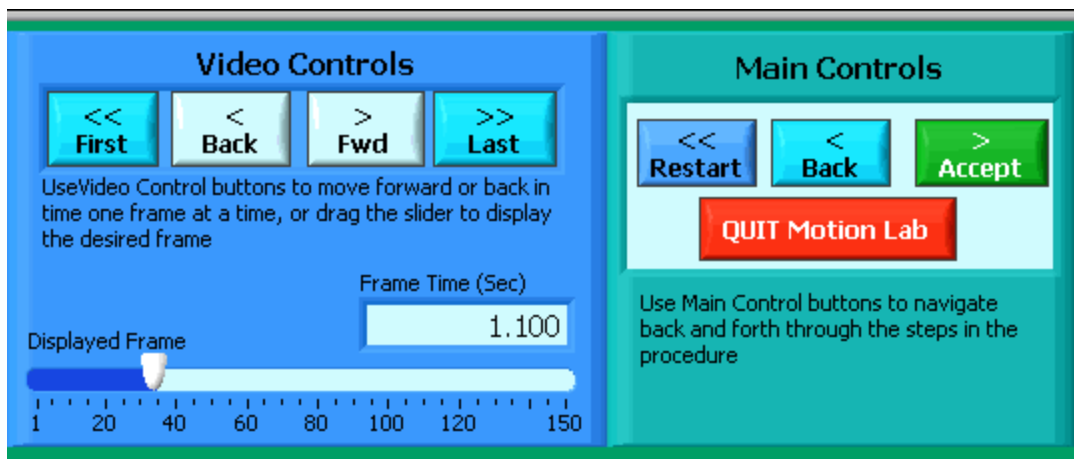 Video Controls
<< < > >>
First Back Fwd Last
UseVideo Control buttons to move forward or back in
time one frame at a time, or drag the slider to display
the desired frame
Frame Time (Sec)
1.100
Displayed Frame
1 20 40 60 80 100 120 150
Main Controls
<< < >
Restart Back Accept
QUIT Motion Lab
Use Main Control buttons to navigate
back and forth through the steps in the
procedure